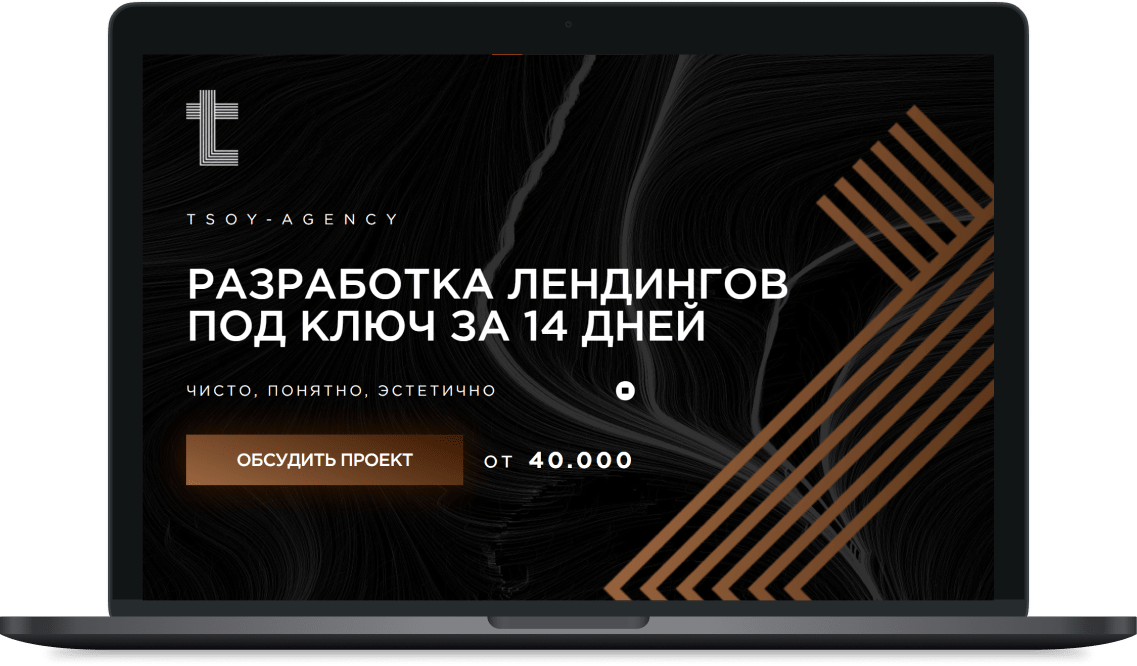 t
TSOY-AGENCY
РАЗРАБОТКА ЛЕНДИНГОВ
ПОД КЛЮЧ ЗА 14 ДНЕЙ
ЧИСТО, ПОНЯТНО, ЭСТЕТИЧНО
ОБСУДИТЬ ПРОЕКТ от 40.000